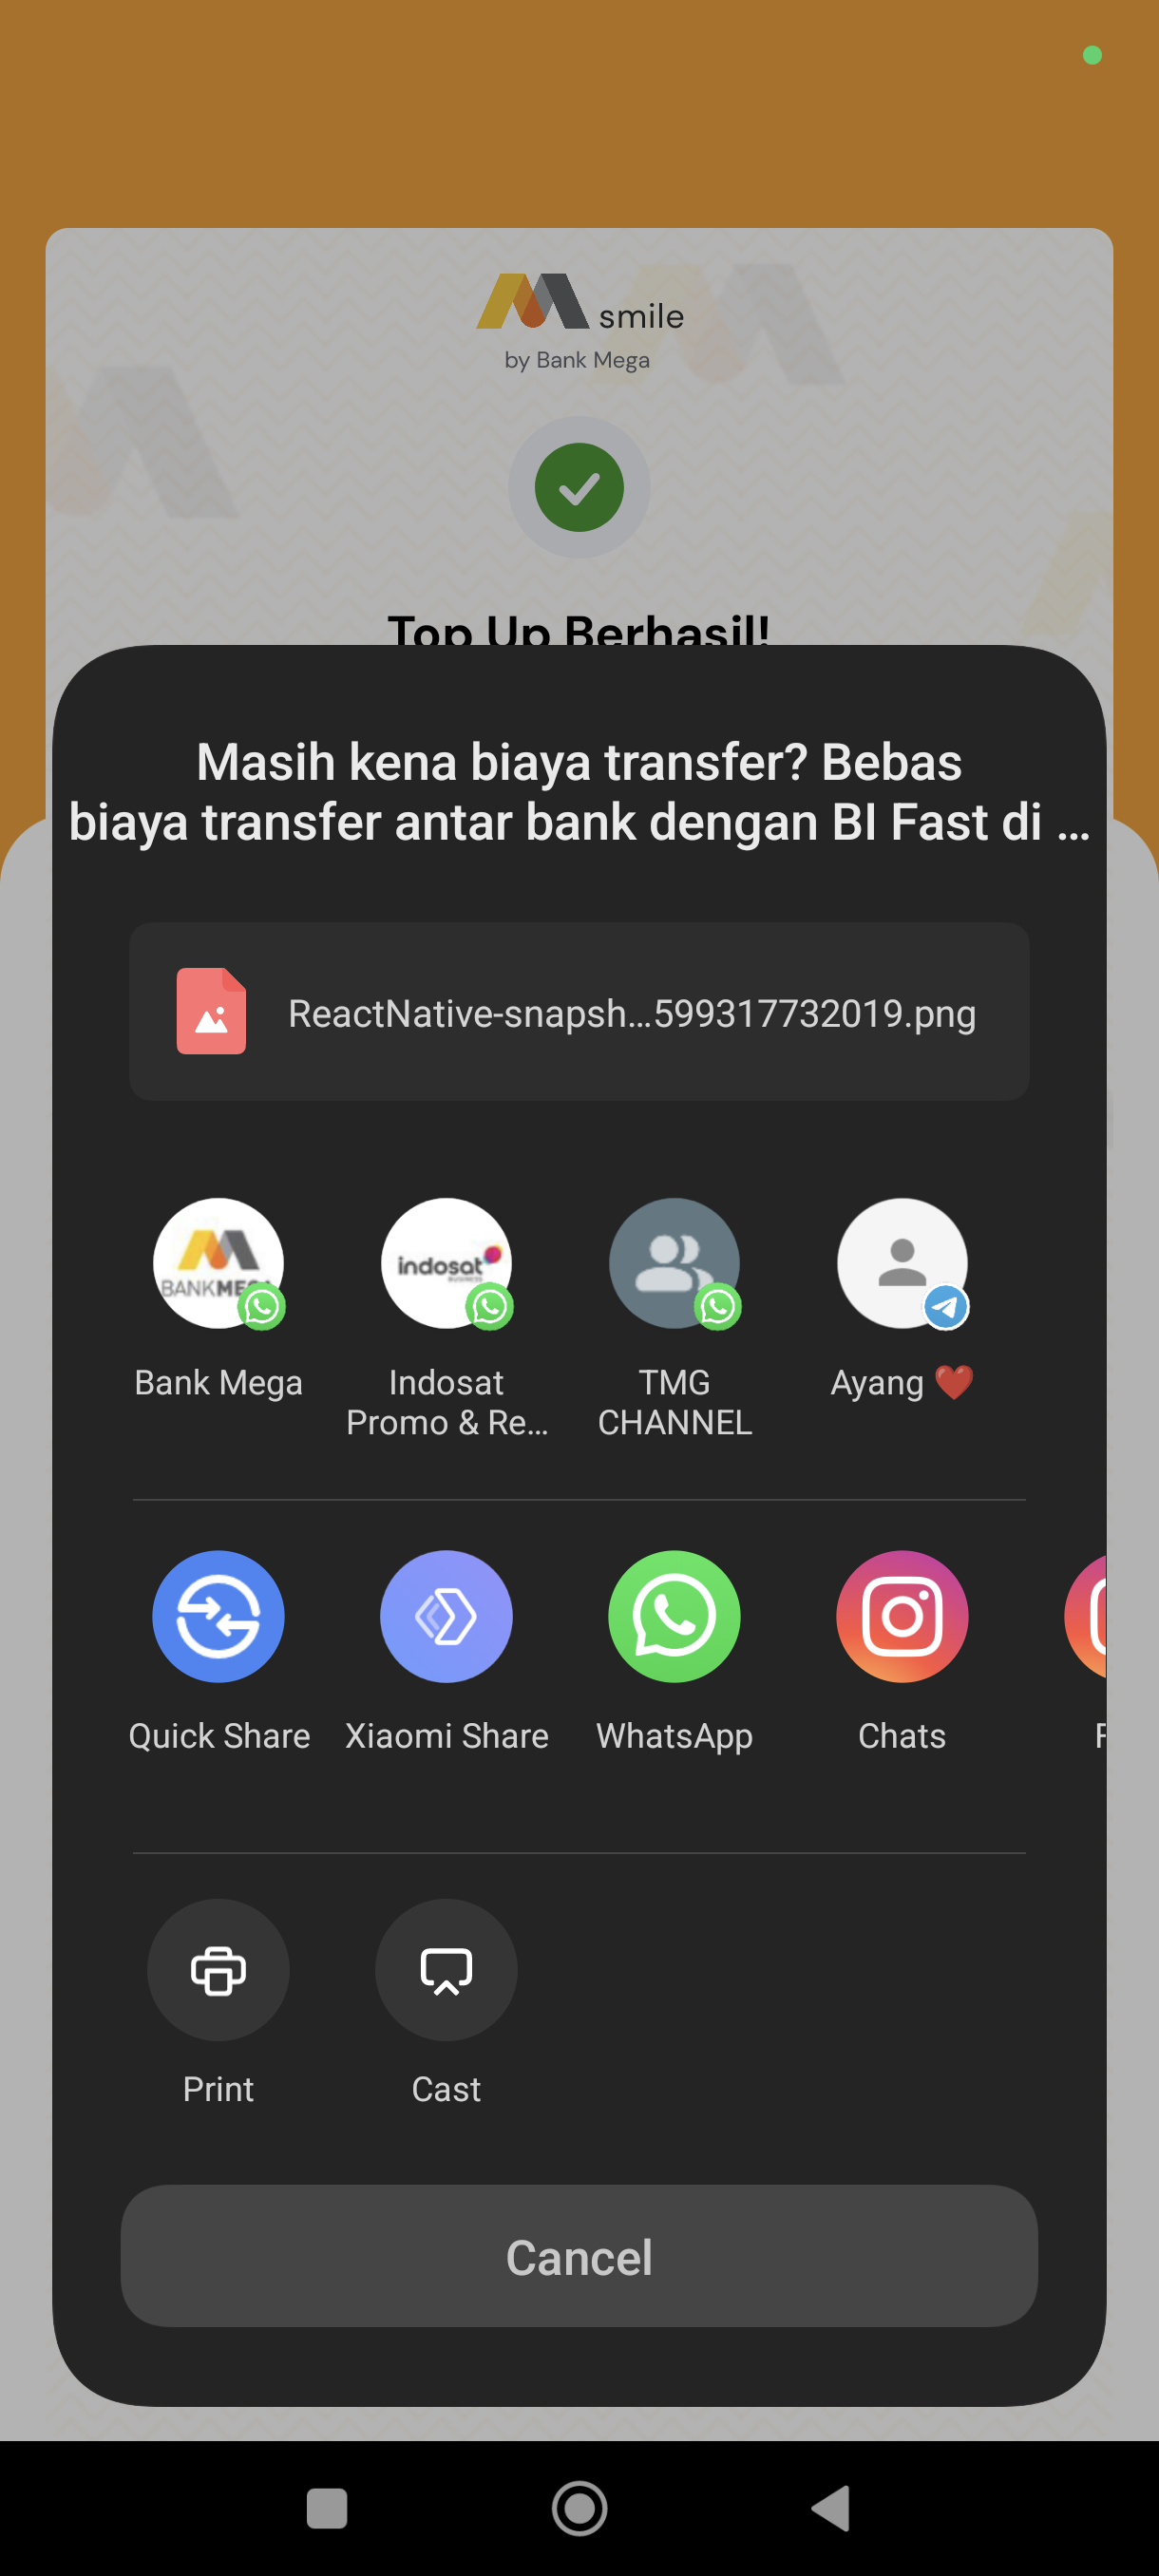 smile
by Bank Mega
Top Up Berhasil!
Masih kena biaya transfer? Bebas
biaya transfer antar bank dengan BI Fast di ...
ReactNative-snapsh...599317732019.png
BANKMEGA
indosat
BUSINESS
Bank Mega
Indosat
Promo & Re...
TMG
CHANNEL
Ayang ❤️
Quick Share
Xiaomi Share
WhatsApp
Chats
Print
Cast
Cancel